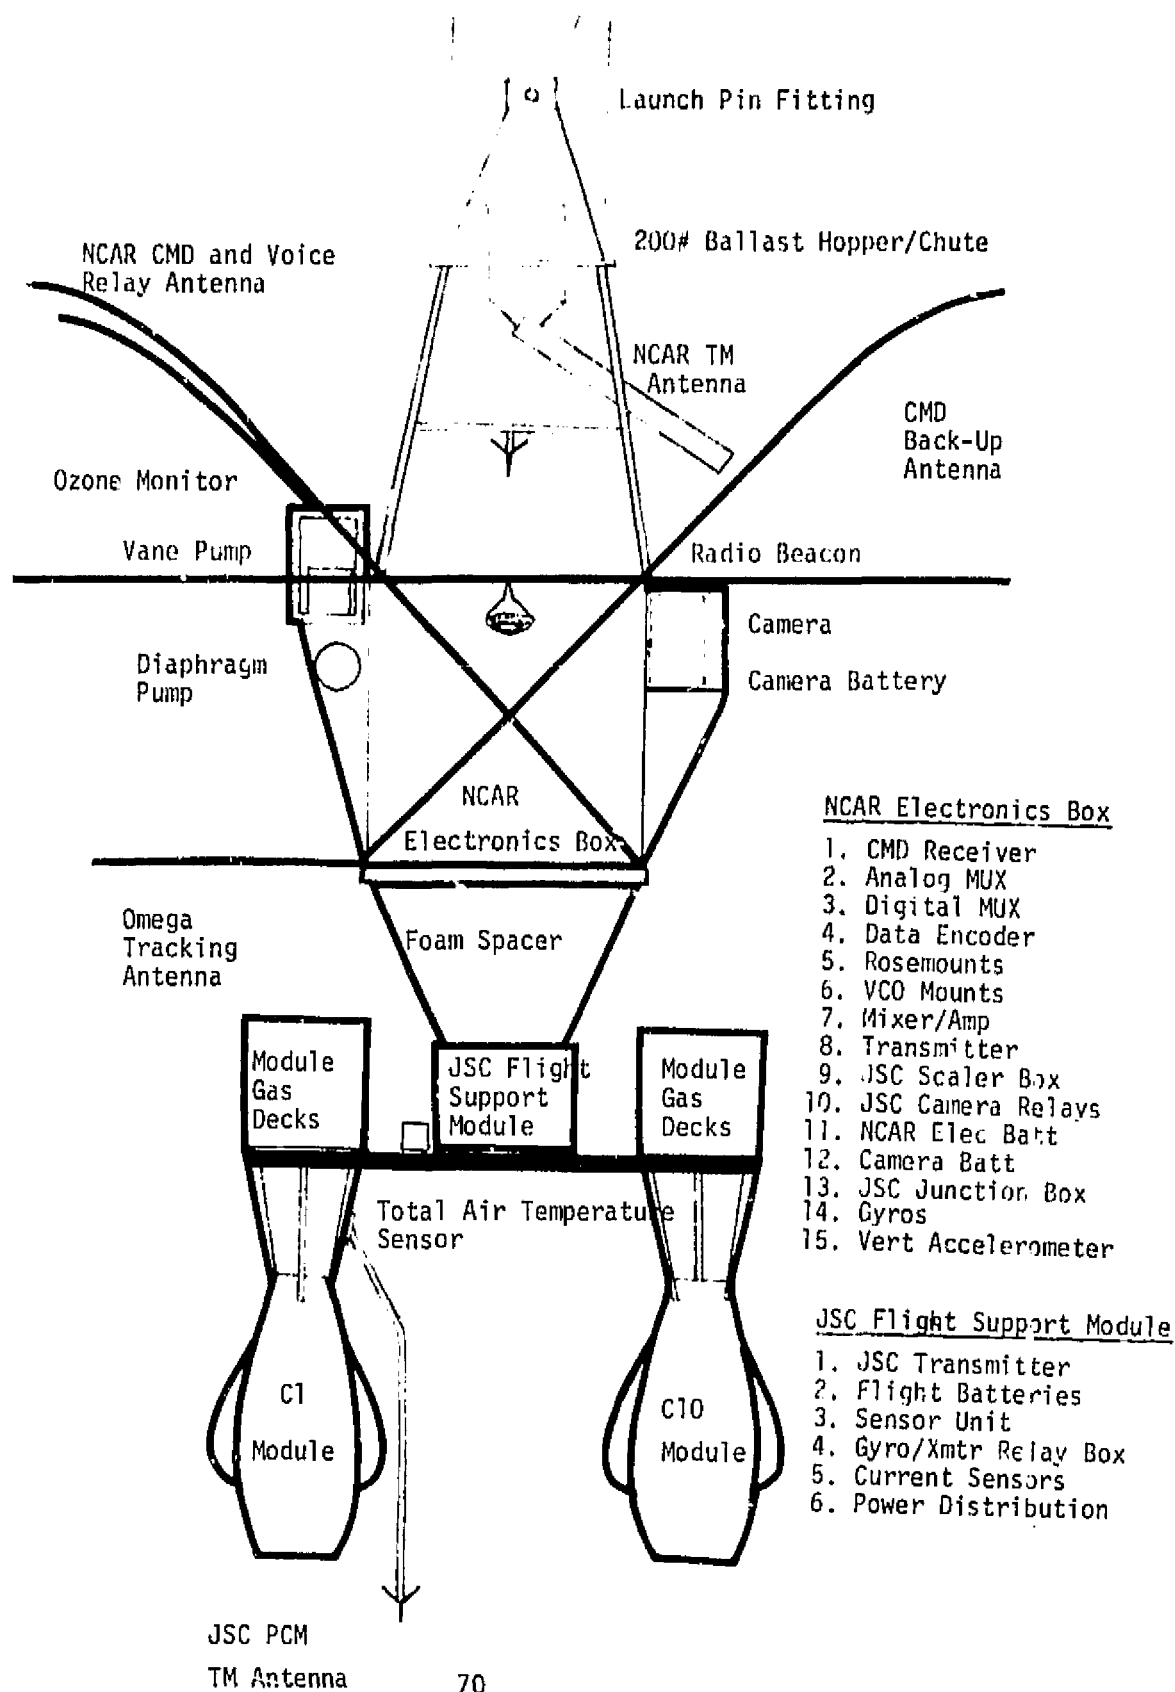 Launch Pin Fitting
200# Ballast Hopper/Chute
NCAR CMD and Voice
Relay Antenna
NCAR TM
Antenna
CMD
Back-Up
Antenna
Ozone Monitor
Vane Pump
Radio Beacon
Camera
Diaphragm
Pump
Camera Battery
NCAR
Electronics Box
Omega
Tracking
Antenna
Foam Spacer
Module
Gas
Decks
JSC Flight
Support
Module
Module
Gas
Decks
Total Air Temperature
Sensor
C1
Module
C10
Module
JSC PCM
TM Antenna
NCAR Electronics Box
1. CMD Receiver
2. Analog MUX
3. Digital MUX
4. Data Encoder
5. Rosemounts
6. VCO Mounts
7. Mixer/Amp
8. Transmitter
9. JSC Scaler Box
10. JSC Camera Relays
11. NCAR Elec Batt
12. Camera Batt
13. JSC Junction Box
14. Gyros
15. Vert Accelerometer
JSC Flight Support Module
1. JSC Transmitter
2. Flight Batteries
3. Sensor Unit
4. Gyro/Xmtr Relay Box
5. Current Sensors
6. Power Distribution
70